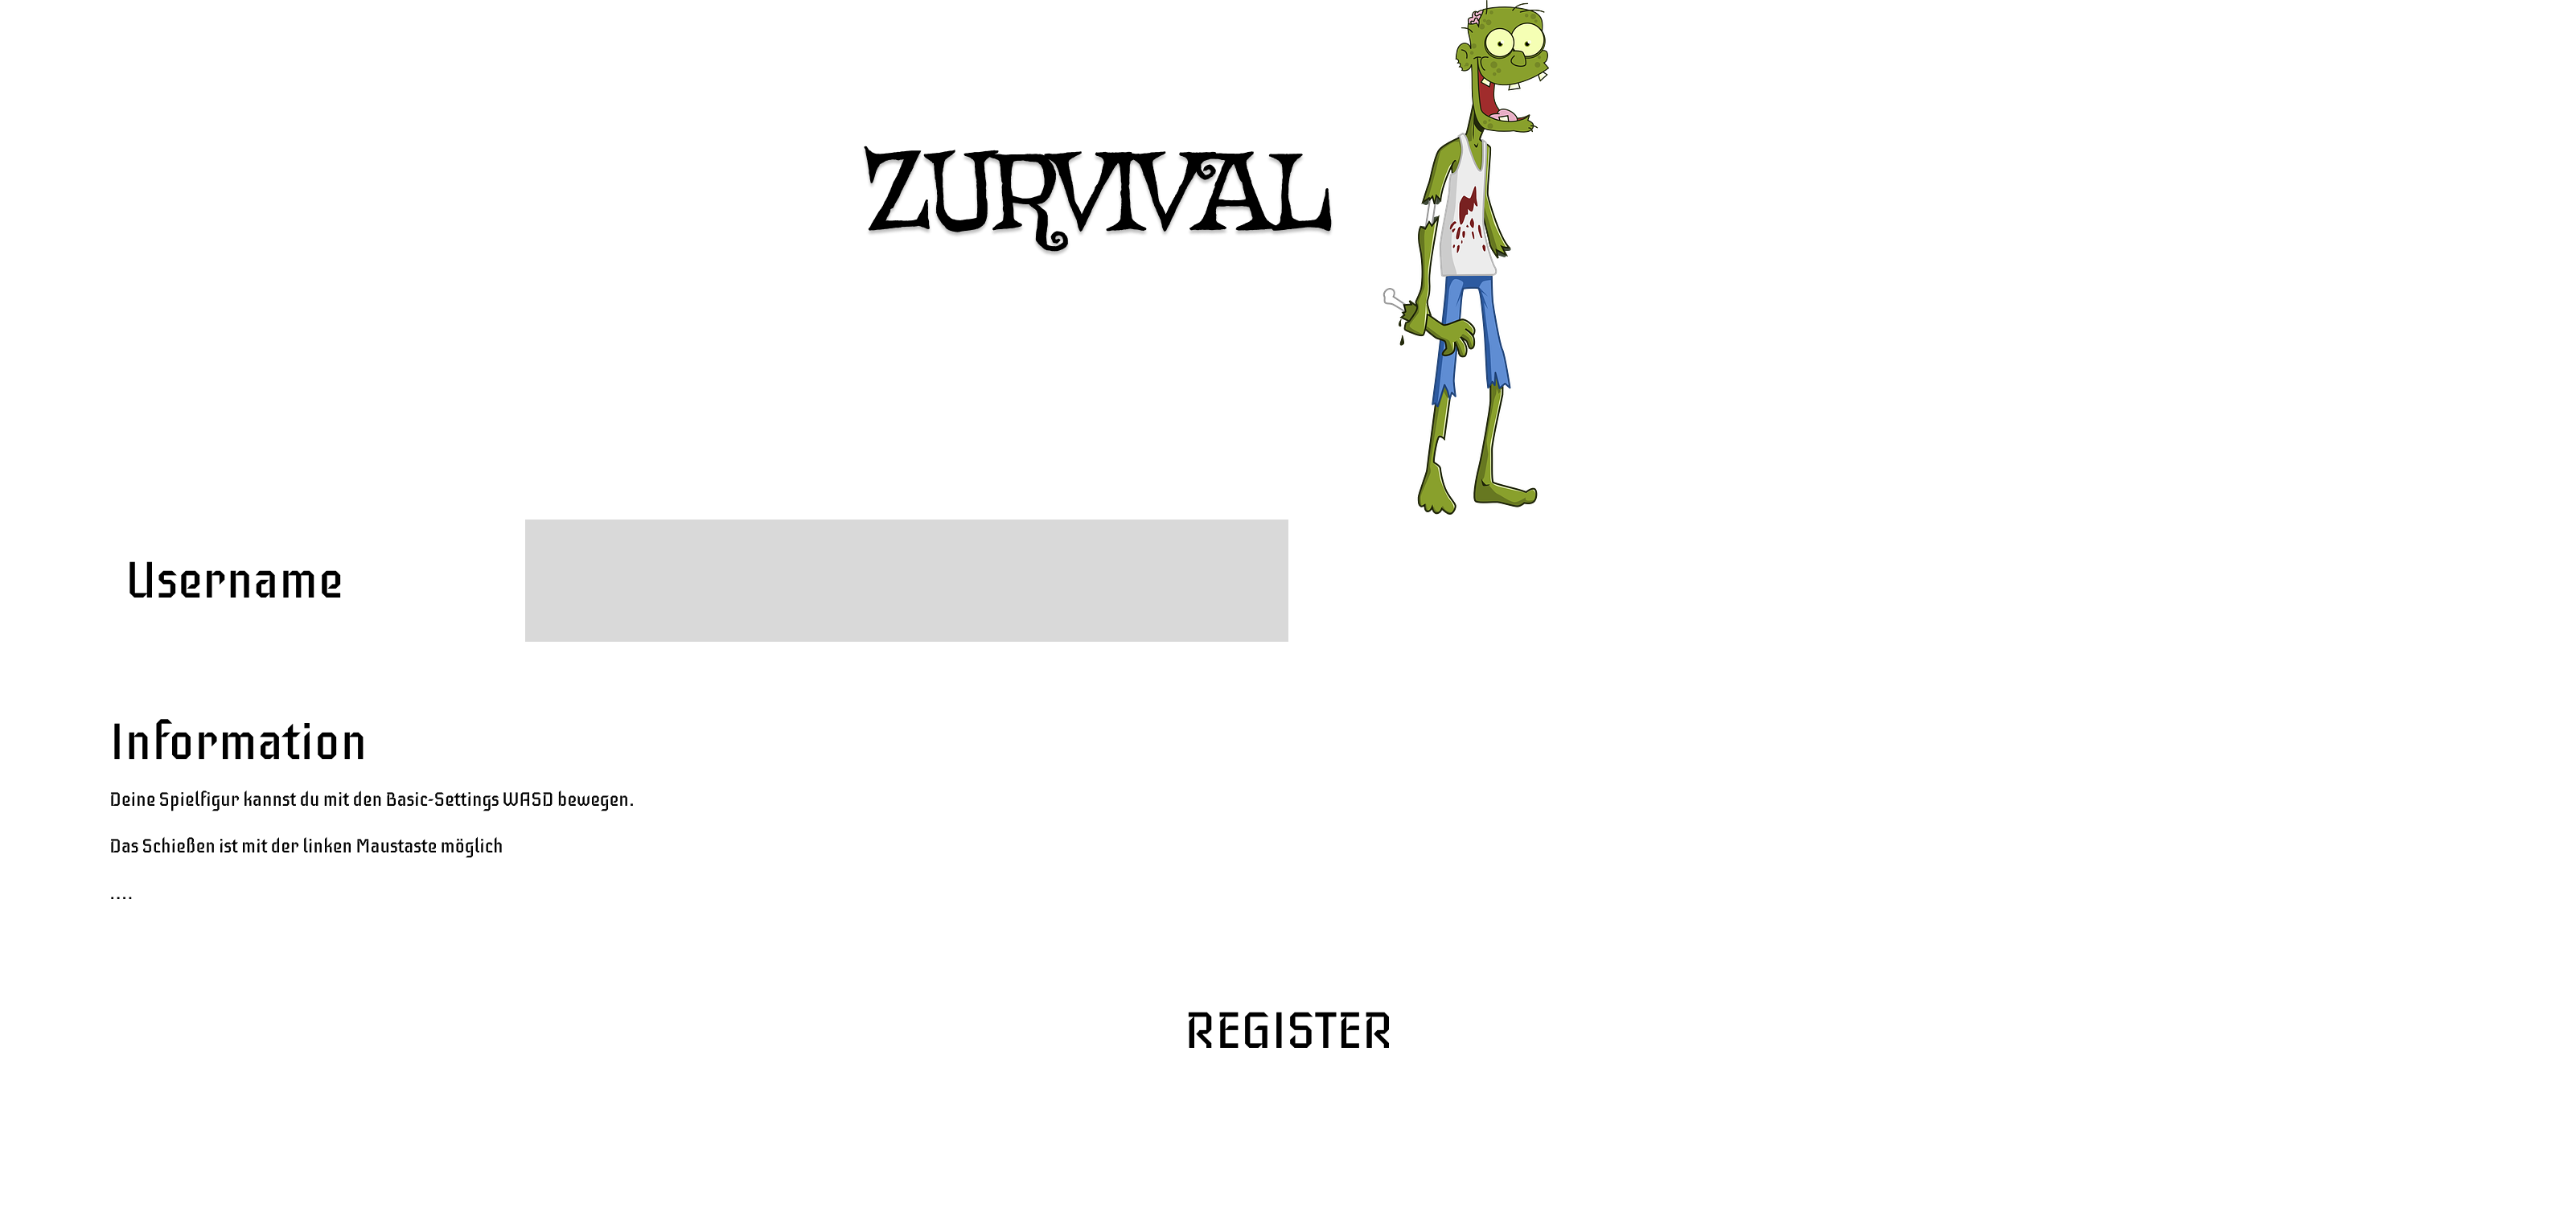 ZURVIVAL
Username
Information
Deine Spielfigur kannst du mit den Basic-Settings WASD bewegen.
Das Schießen ist mit der linken Maustaste möglich
....
REGISTER